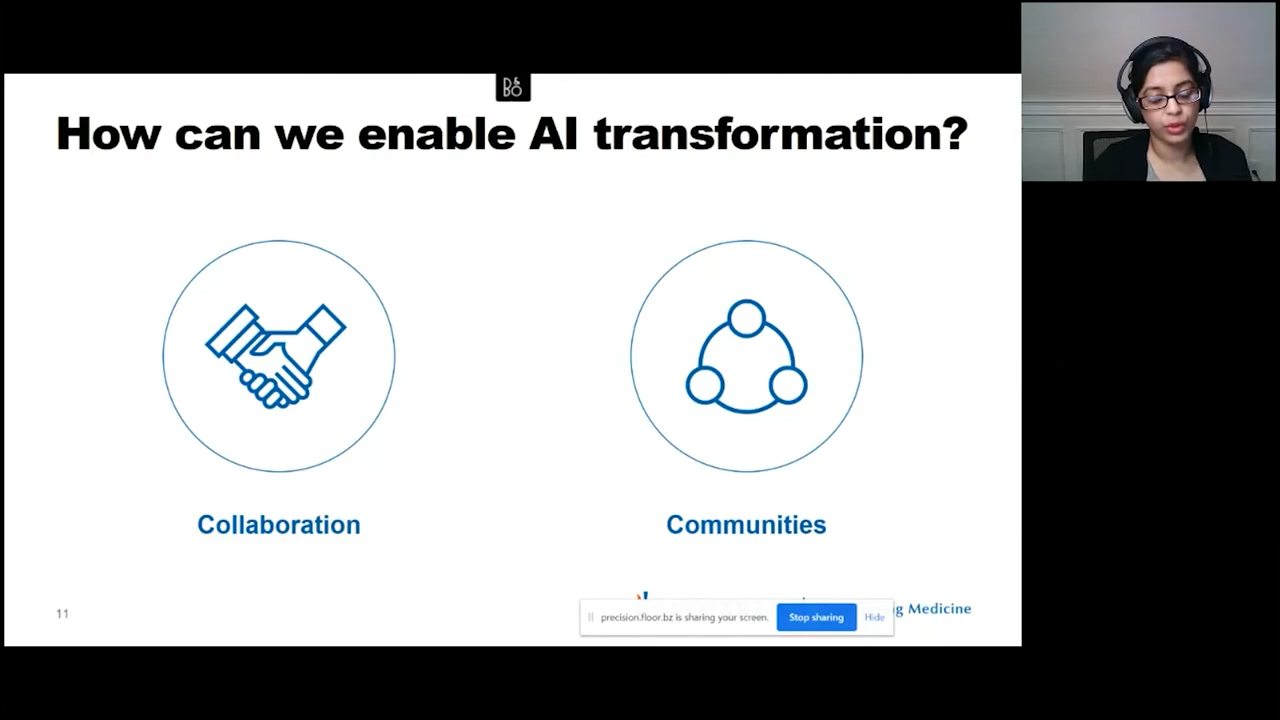 How can we enable AI transformation?
Collaboration
Communities
11
precision.floor.bz is sharing your screen.
Stop sharing
Hide
Medicine